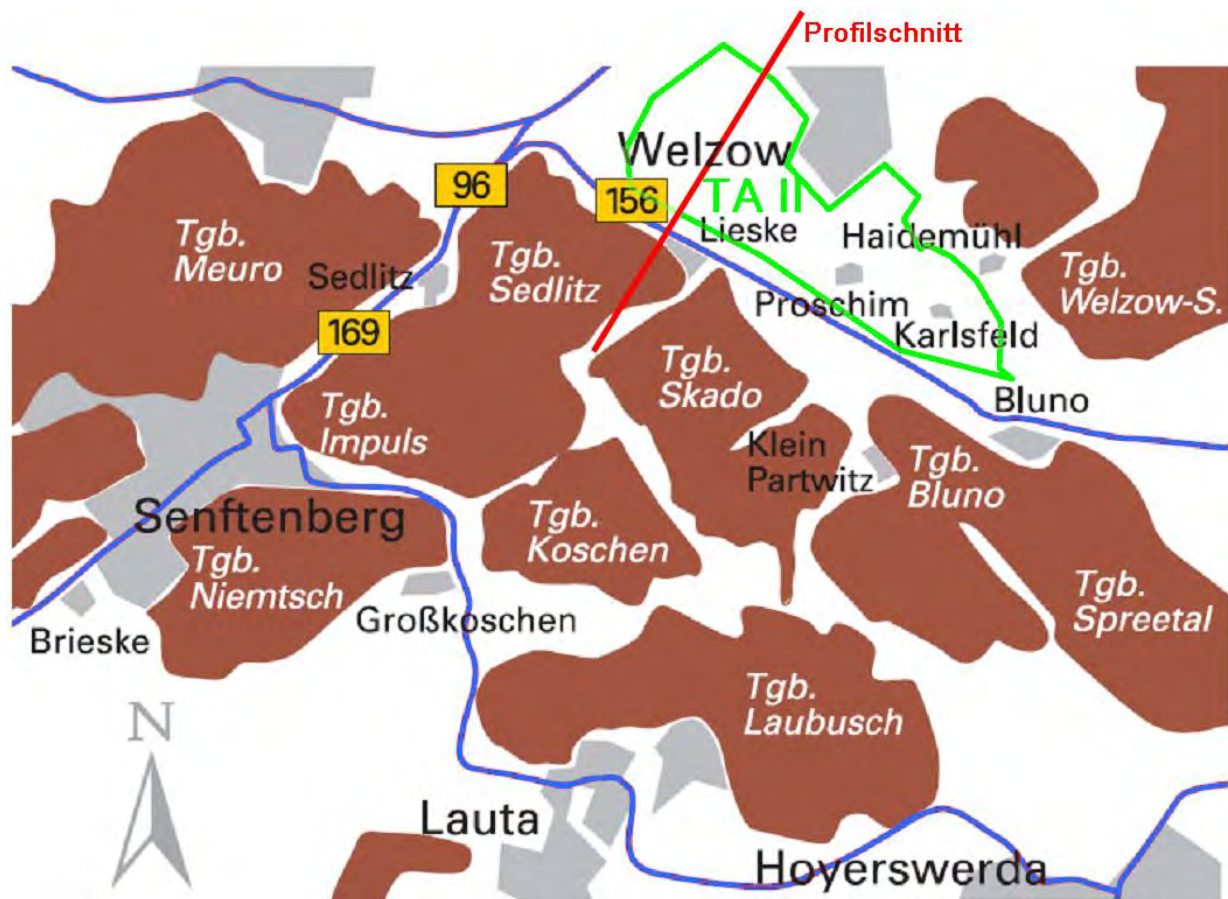 Profilschnitt
Welzow
96
156
TA II
Tgb.
Meuro
Sedlitz
Tgb.
Sedlitz
Lieske
Haidemühl
Tgb.
Welzow-S.
169
Proschim
Karlsfeld
Tgb.
Skado
Bluno
Tgb.
Impuls
Klein
Partwitz
Tgb.
Bluno
Senftenberg
Tgb.
Koschen
Tgb.
Niemtsch
Tgb.
Spreetal
Brieske
Großkoschen
N
Tgb.
Laubusch
Lauta
Hoyerswerda